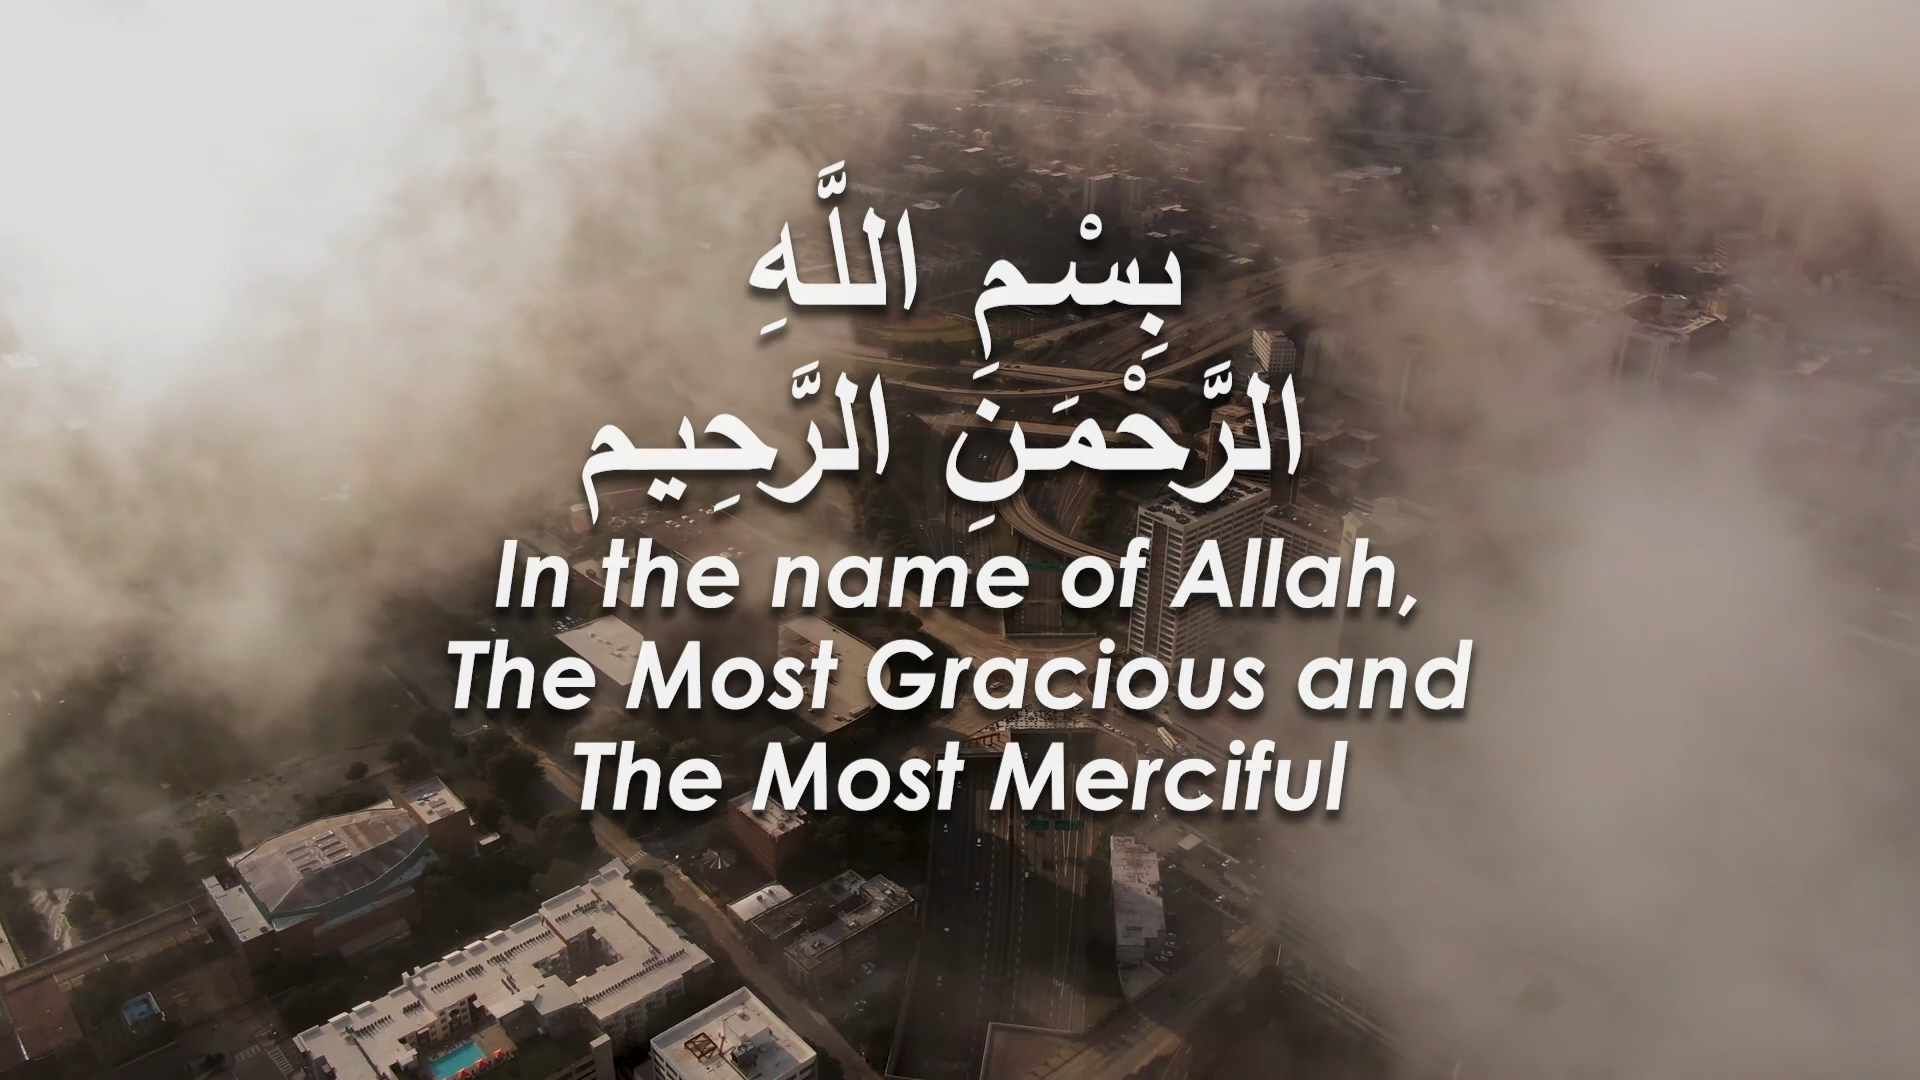 بِسْمِ اللَّهِ
الرَّحْمَنِ الرَّحِيم
In the name of Allah,
The Most Gracious and
The Most Merciful